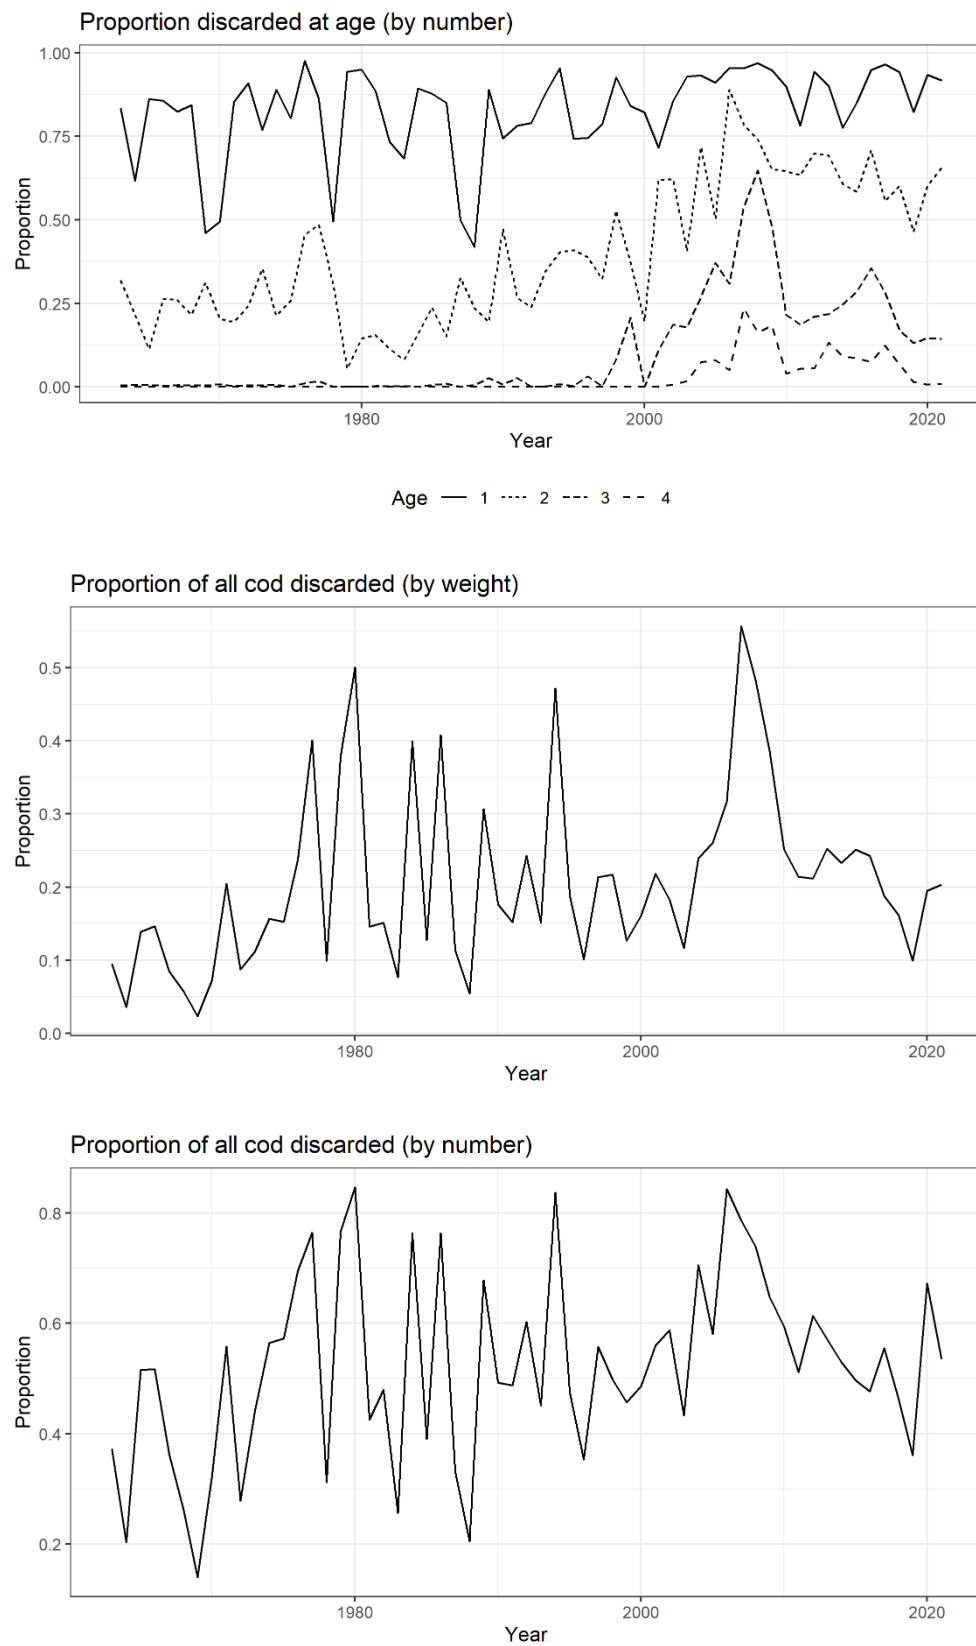 Proportion discarded at age (by number)
1.00
0.75
0.50
0.25
0.00
Proportion
1980 2000 2020
Year
Age 1 2 3 4
Proportion of all cod discarded (by weight)
0.5
0.4
0.3
0.2
0.1
0.0
Proportion
1980 2000 2020
Year
Proportion of all cod discarded (by number)
0.8
0.6
0.4
0.2
Proportion
1980 2000 2020
Year